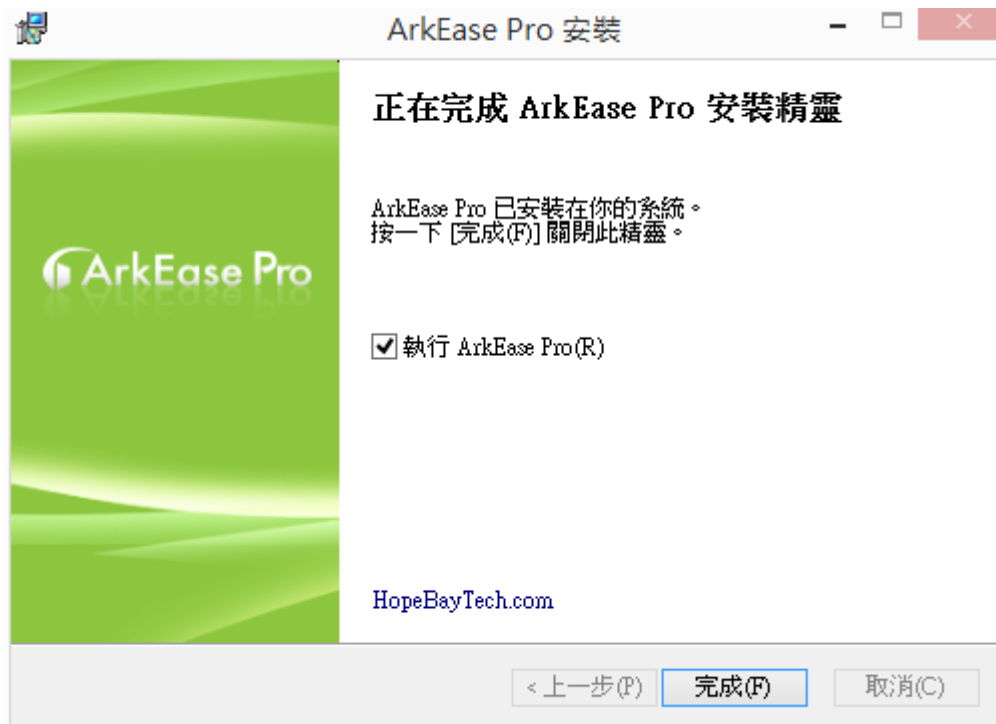 ArkEase Pro 安裝
ArkEase Pro
正在完成 ArkEase Pro 安裝精靈
ArkEase Pro 已安裝在你的系統。
按一下 [完成(F)] 關閉此精靈。
執行 ArkEase Pro(R)
HopeBayTech.com
< 上一步(P)
完成(F)
取消(C)